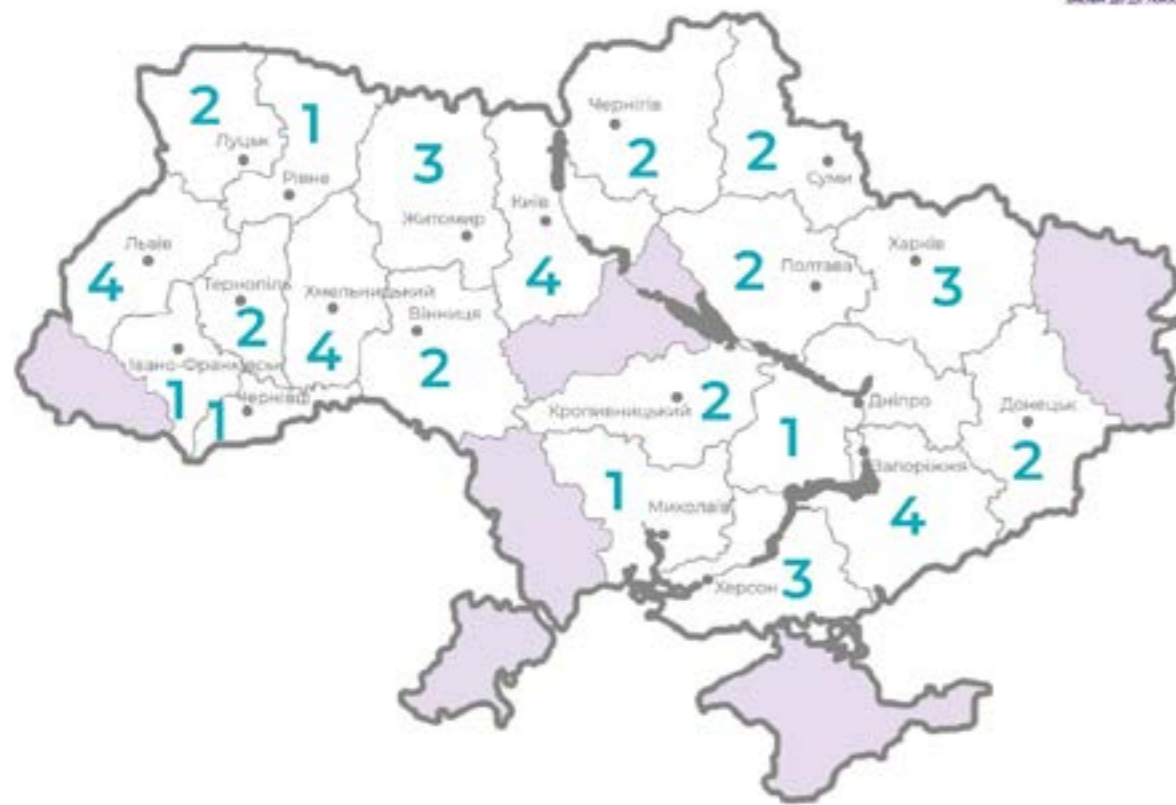 2
Луцьк
1
Рівне
3
Житомир
Київ
4
Чернігів
2
2
Суми
Львів
4
Тернопіль
2
Хмельницький
4
Вінниця
2
2
Полтава
Харків
3
Івано-Франківськ
1
Чернівці
1
Кропивницький
2
Дніпро
1
Донецьк
2
Запоріжжя
4
1
Миколаїв
Херсон
3